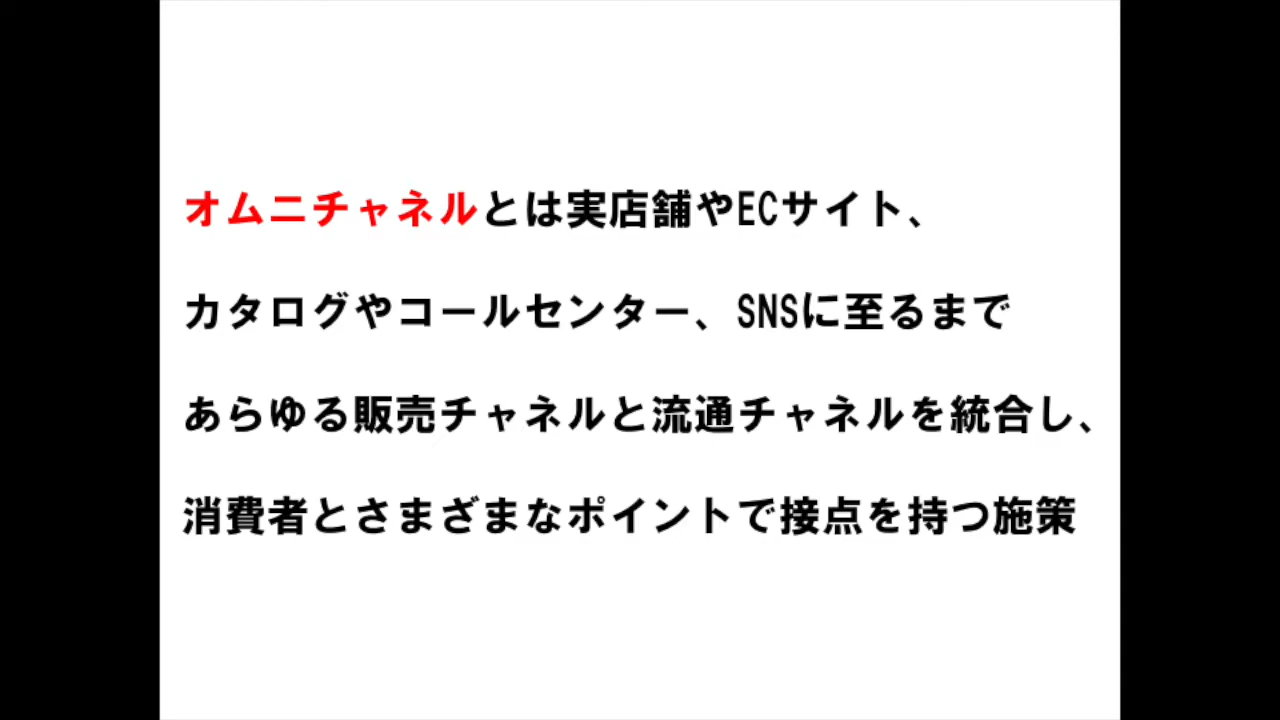 オムニチャネルとは実店舗やECサイト、
カタログやコールセンター、SNSに至るまで
あらゆる販売チャネルと流通チャネルを統合し、
消費者とさまざまなポイントで接点を持つ施策